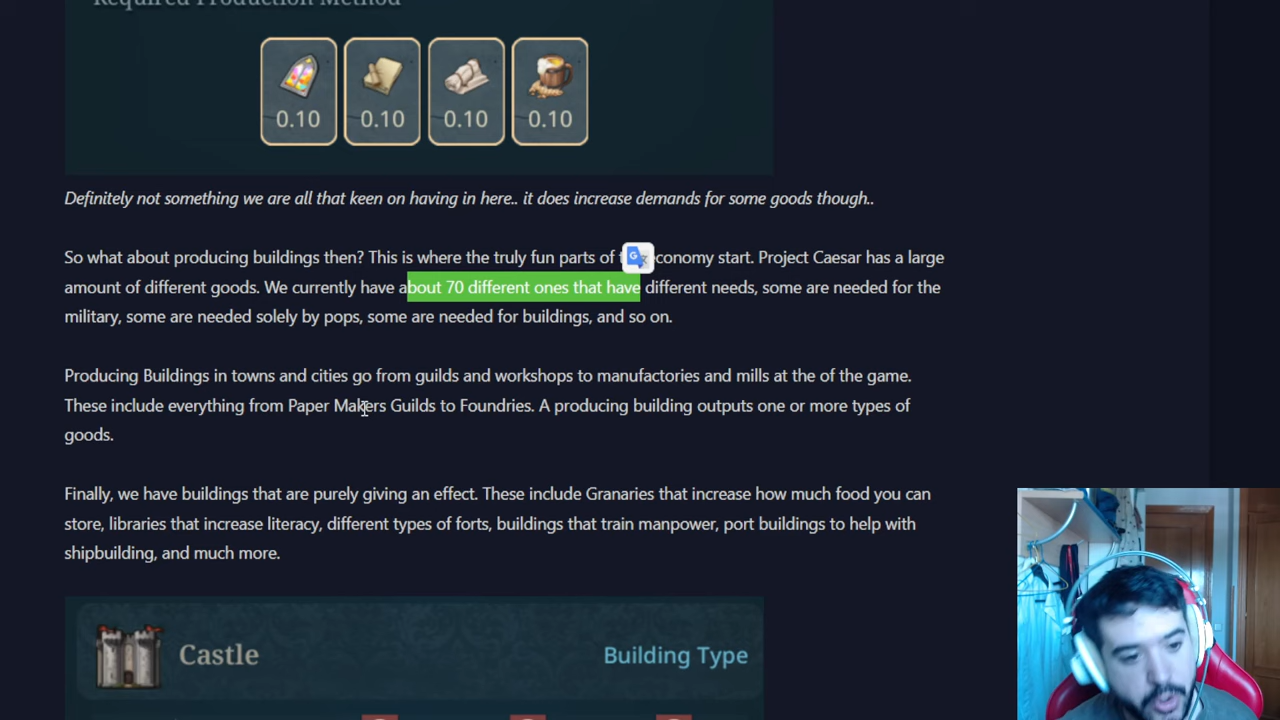 Required Production Method
0.10 0.10 0.10 0.10
Definitely not something we are all that keen on having in here.. it does increase demands for some goods though..
So what about producing buildings then? This is where the truly fun parts of economy start. Project Caesar has a large
amount of different goods. We currently have about 70 different ones that have different needs, some are needed for the
military, some are needed solely by pops, some are needed for buildings, and so on.
Producing Buildings in towns and cities go from guilds and workshops to manufactories and mills at the of the game.
These include everything from Paper Makers Guilds to Foundries. A producing building outputs one or more types of
goods.
Finally, we have buildings that are purely giving an effect. These include Granaries that increase how much food you can
store, libraries that increase literacy, different types of forts, buildings that train manpower, port buildings to help with
shipbuilding, and much more.
Castle Building Type